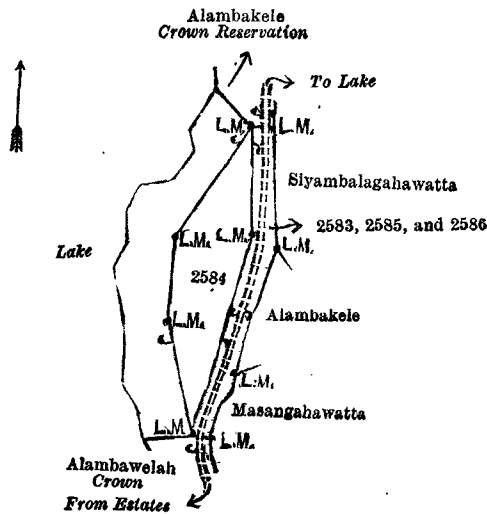 Alambakele
Crown Reservation
To Lake
L.M. L.M.
Siyambalagahawatta
2583, 2585, and 2586
L.M. L.M. L.M.
Lake
2584
Alambakele
L.M.
L.M.
Masangahawatta
L.M. L.M.
Alambawelah
Crown
From Estates